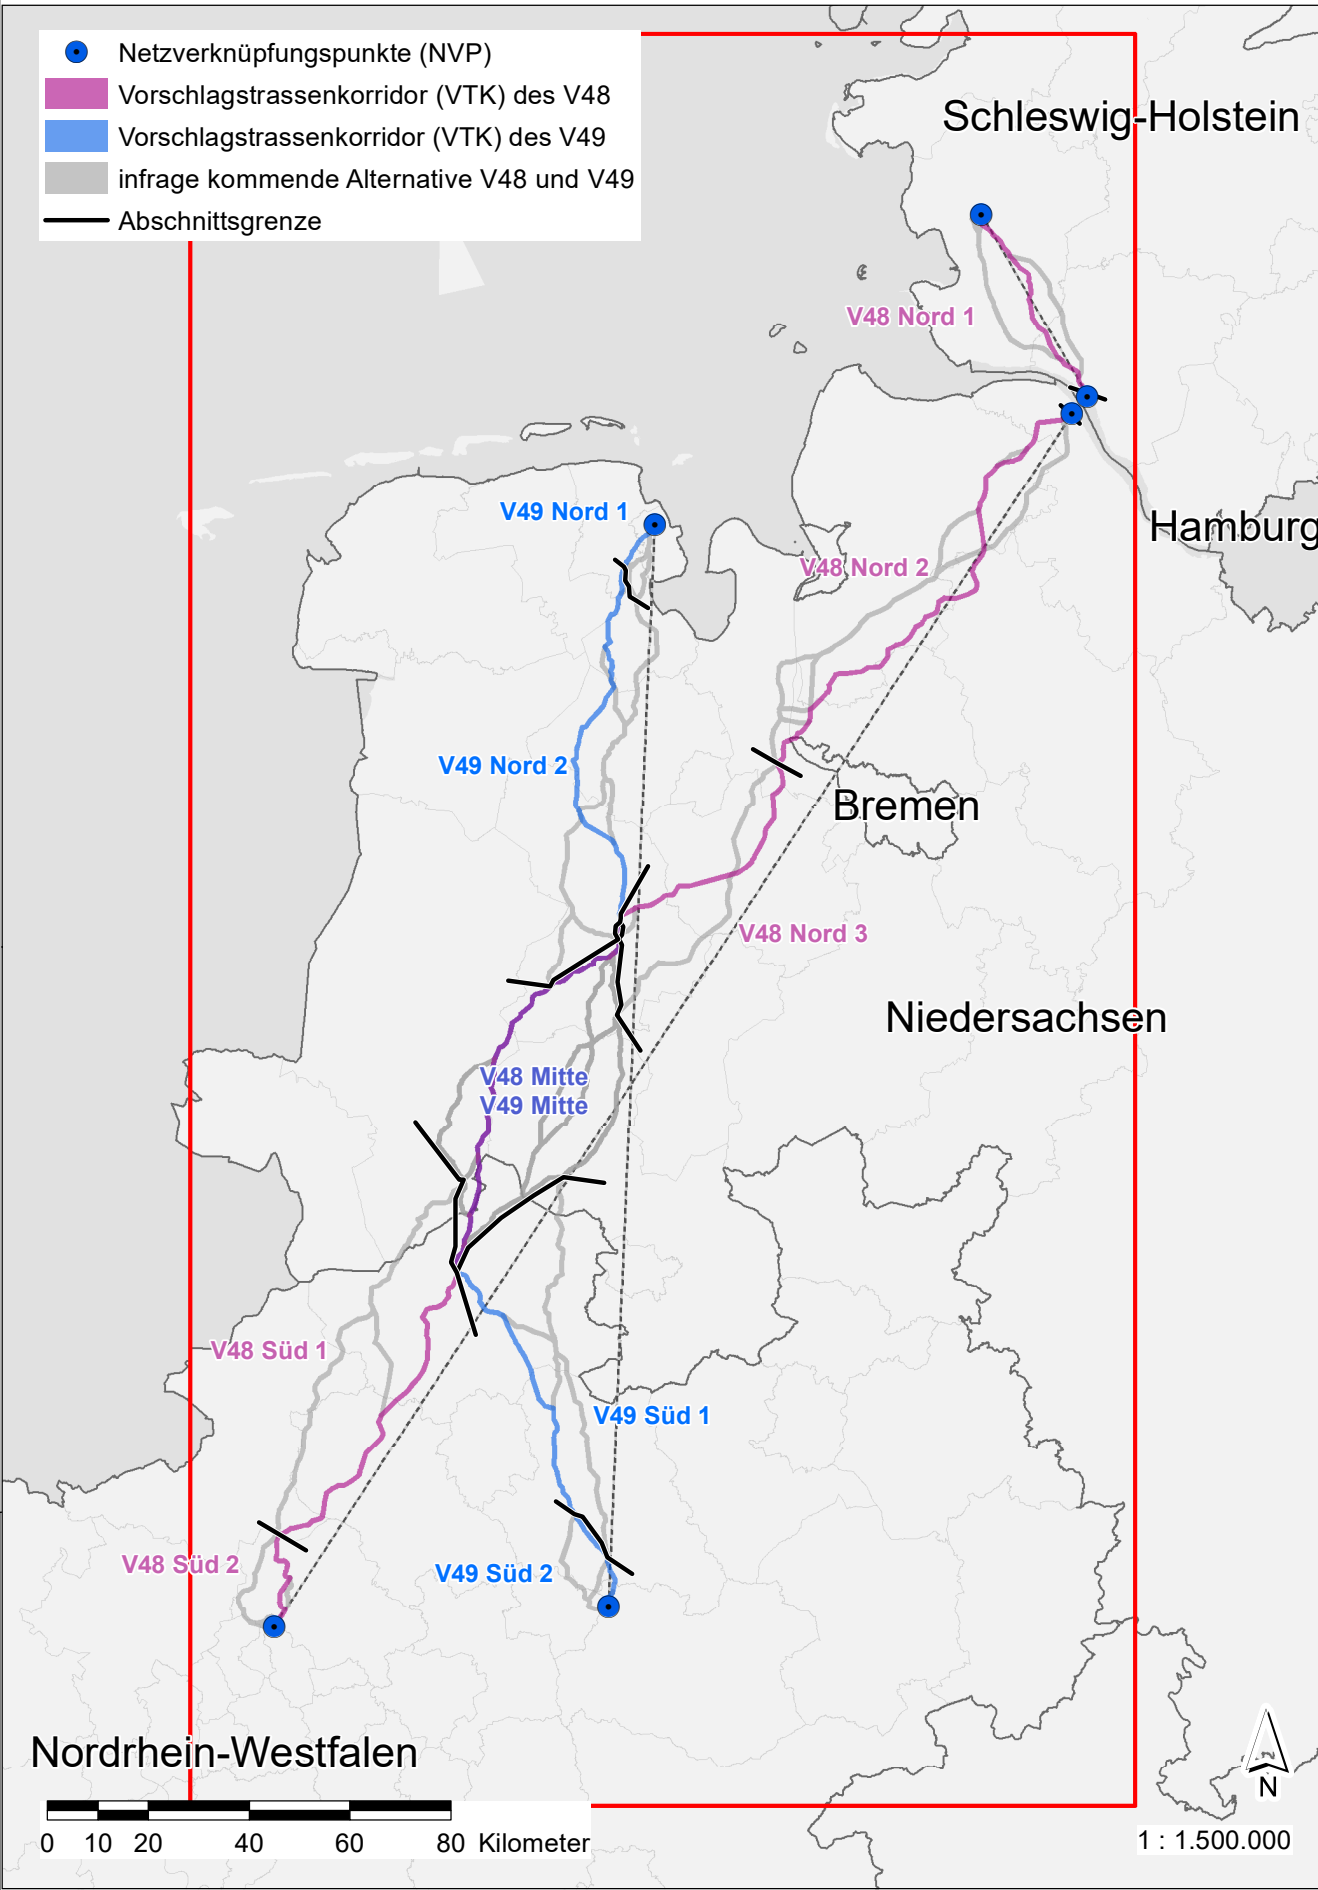 Netzverknüpfungspunkte (NVP)
Vorschlagstrassenkorridor (VTK) des V48
Vorschlagstrassenkorridor (VTK) des V49
infrage kommende Alternative V48 und V49
Abschnittsgrenze
Schleswig-Holstein
V48 Nord 1
V49 Nord 1
Hamburg
V48 Nord 2
V49 Nord 2
Bremen
V48 Nord 3
Niedersachsen
V48 Mitte
V49 Mitte
V48 Süd 1
V49 Süd 1
V48 Süd 2
V49 Süd 2
Nordrhein-Westfalen
N
0 10 20 40 60 80 Kilometer
1 : 1.500.000